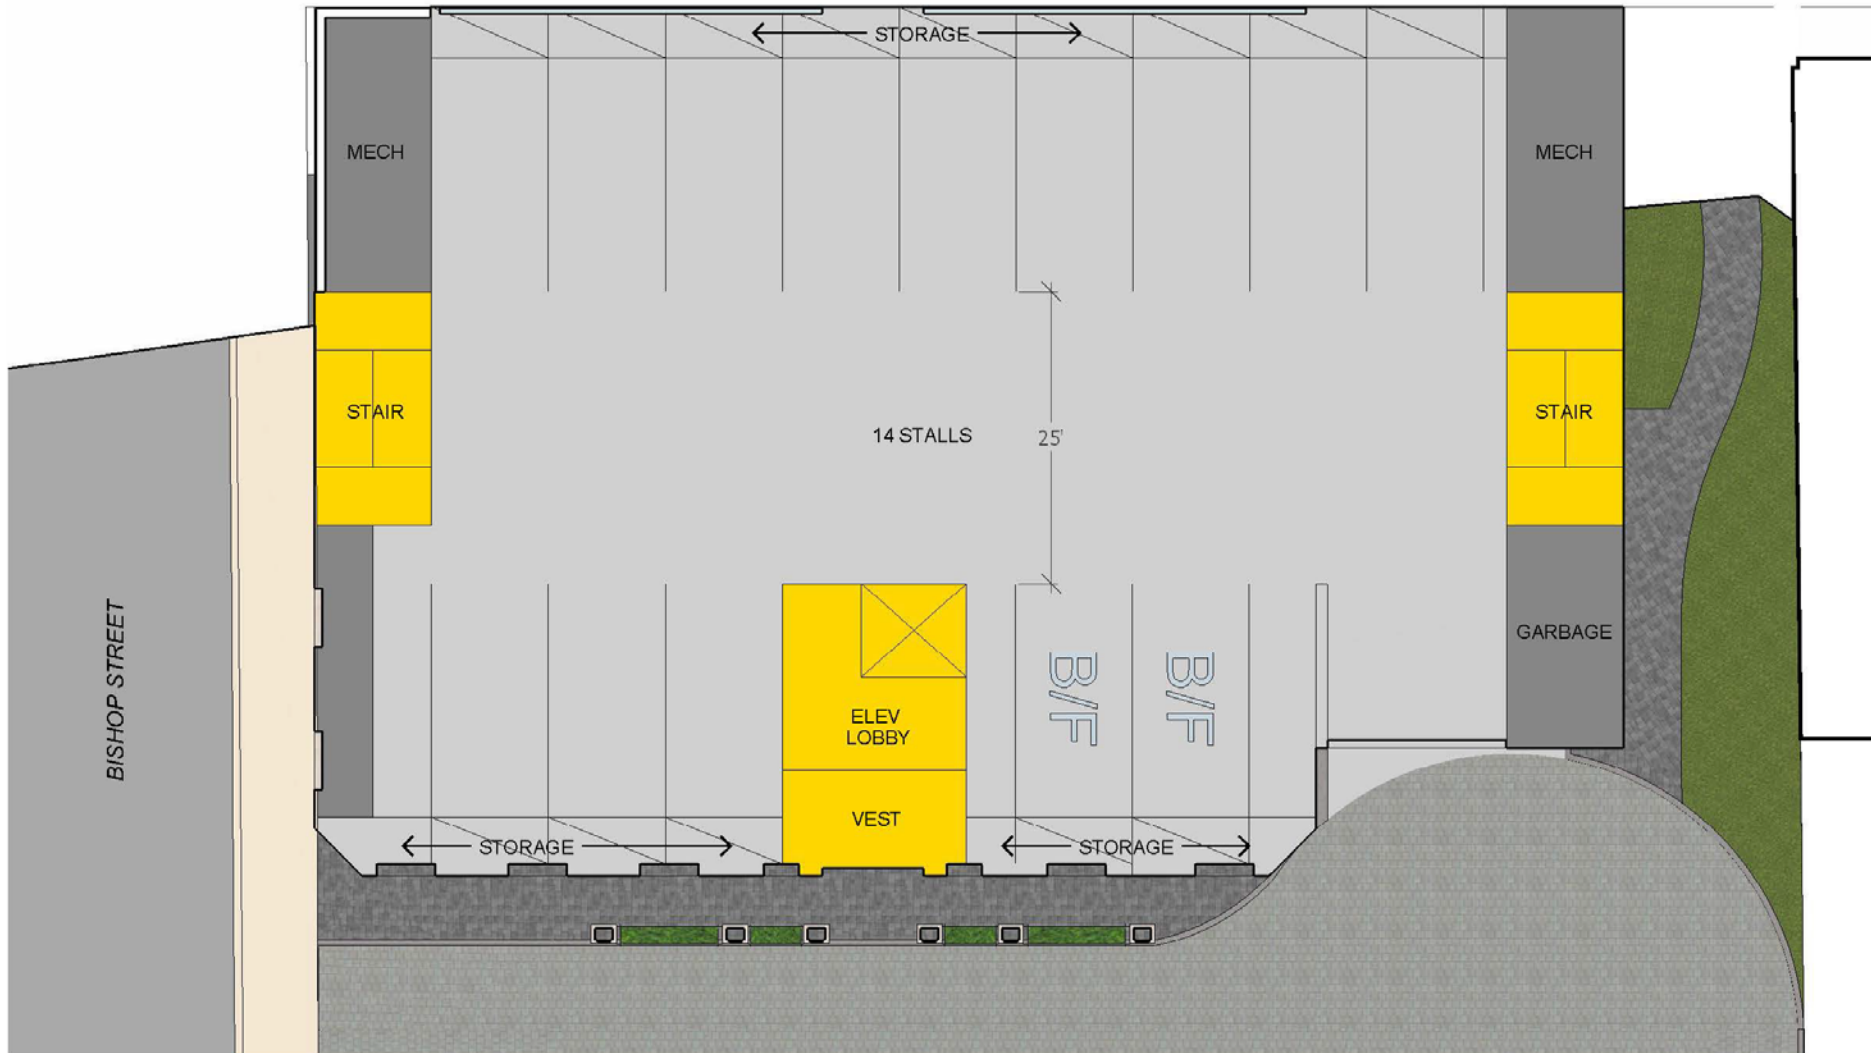 STORAGE
MECH
MECH
STAIR
14 STALLS
25'
STAIR
BISHOP STREET
GARBAGE
B/F
B/F
ELEV
LOBBY
VEST
STORAGE
STORAGE